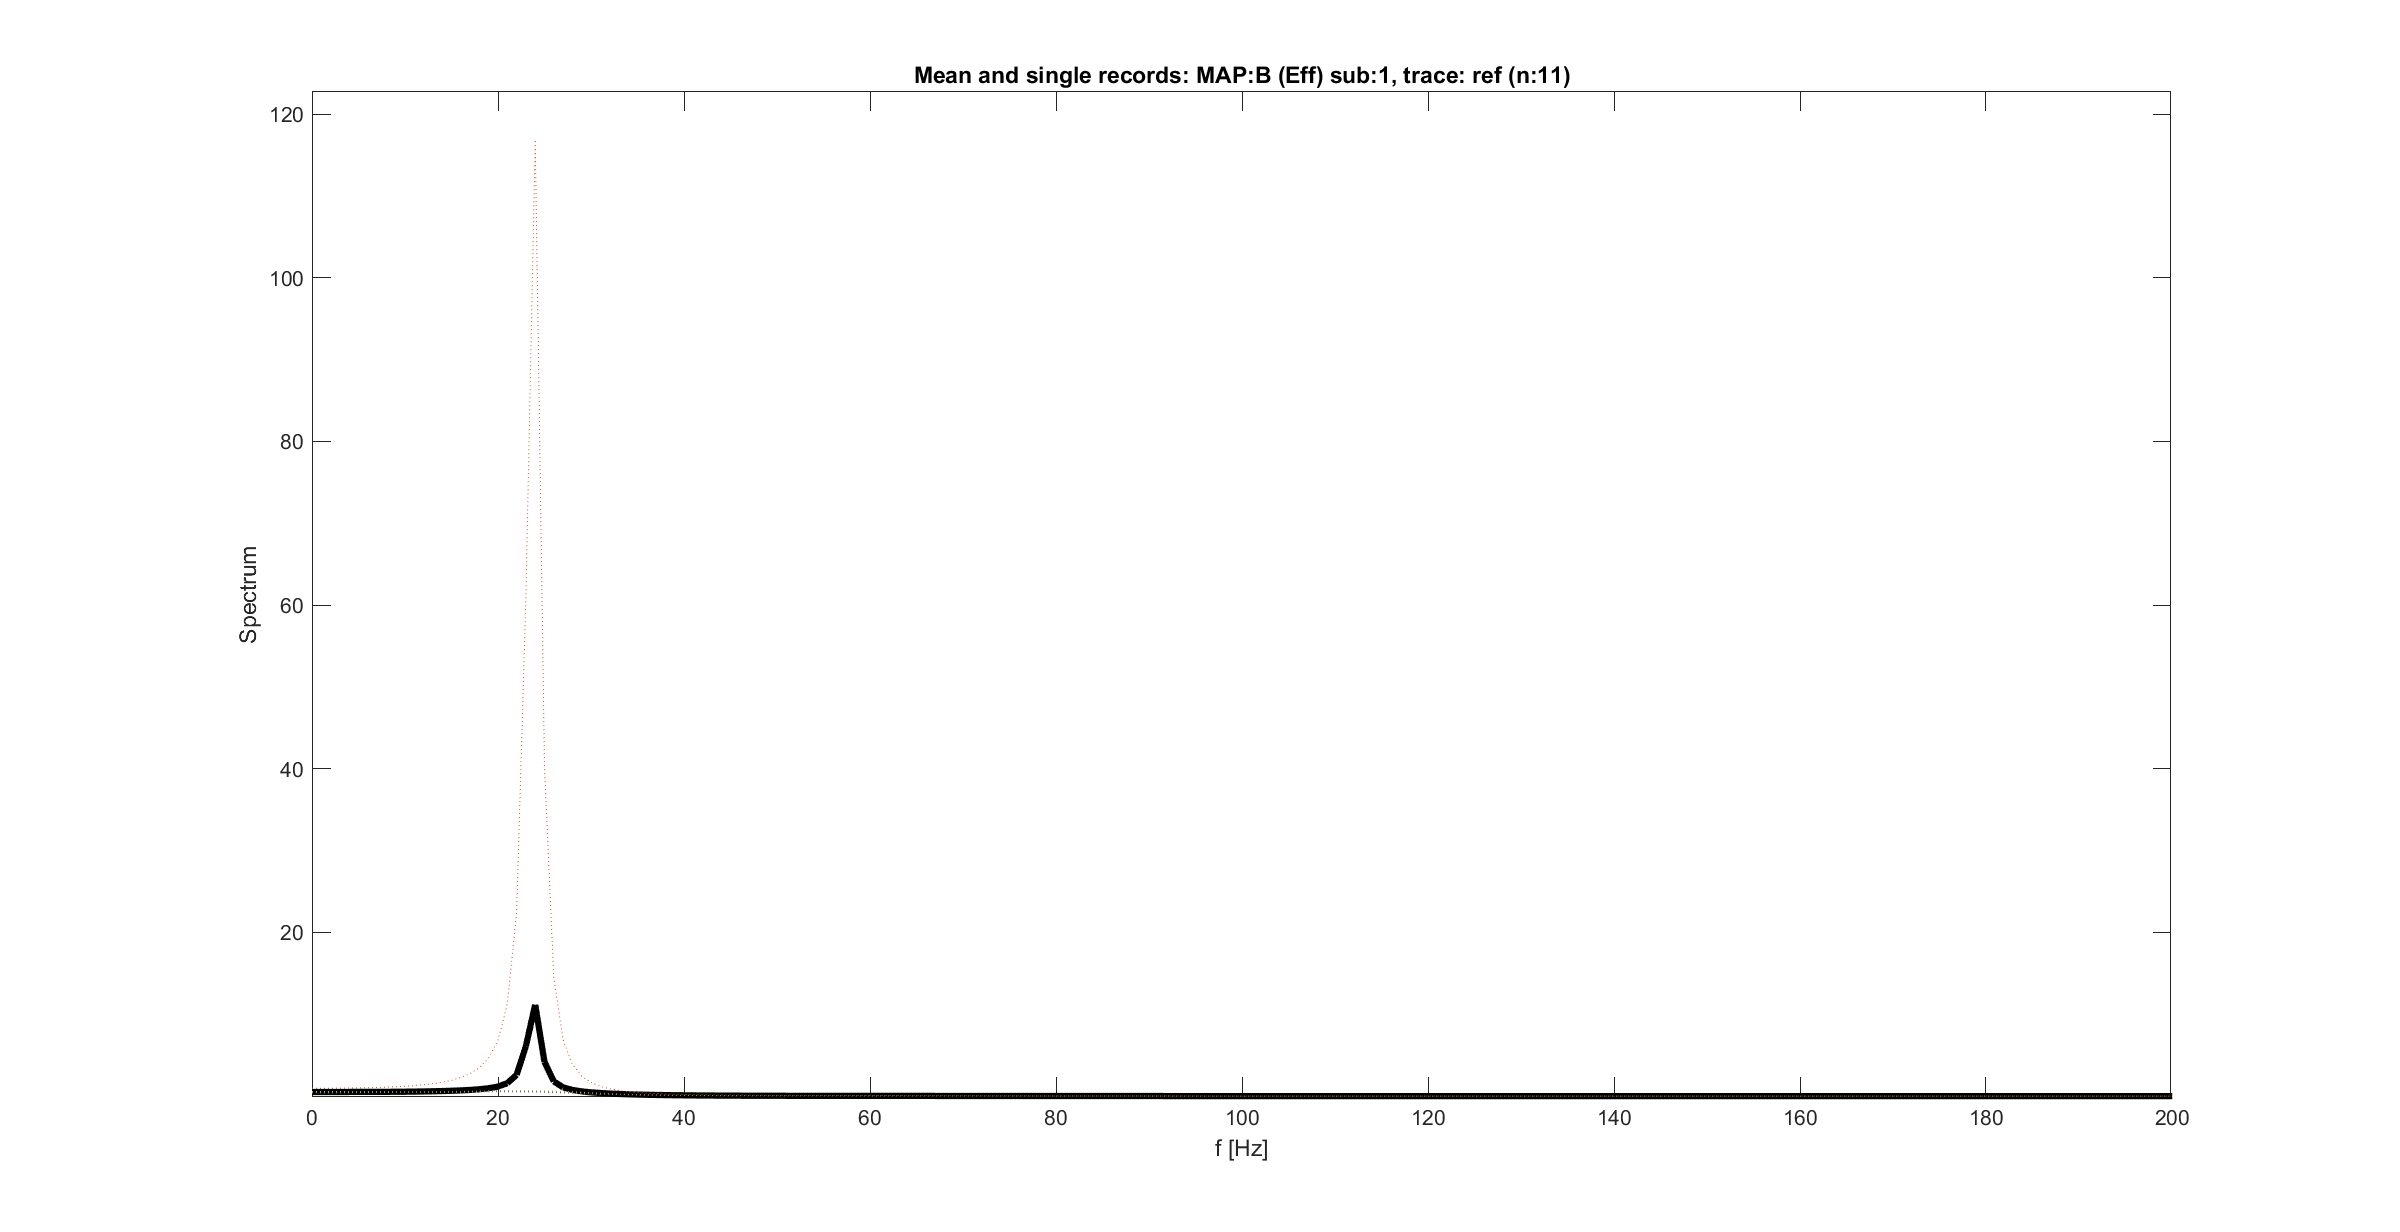 Mean and single records: MAP:B (Eff) sub:1, trace: ref (n:11)
120
100
80
60
40
20
Spectrum
0 20 40 60 80 100 120 140 160 180 200
f [Hz]